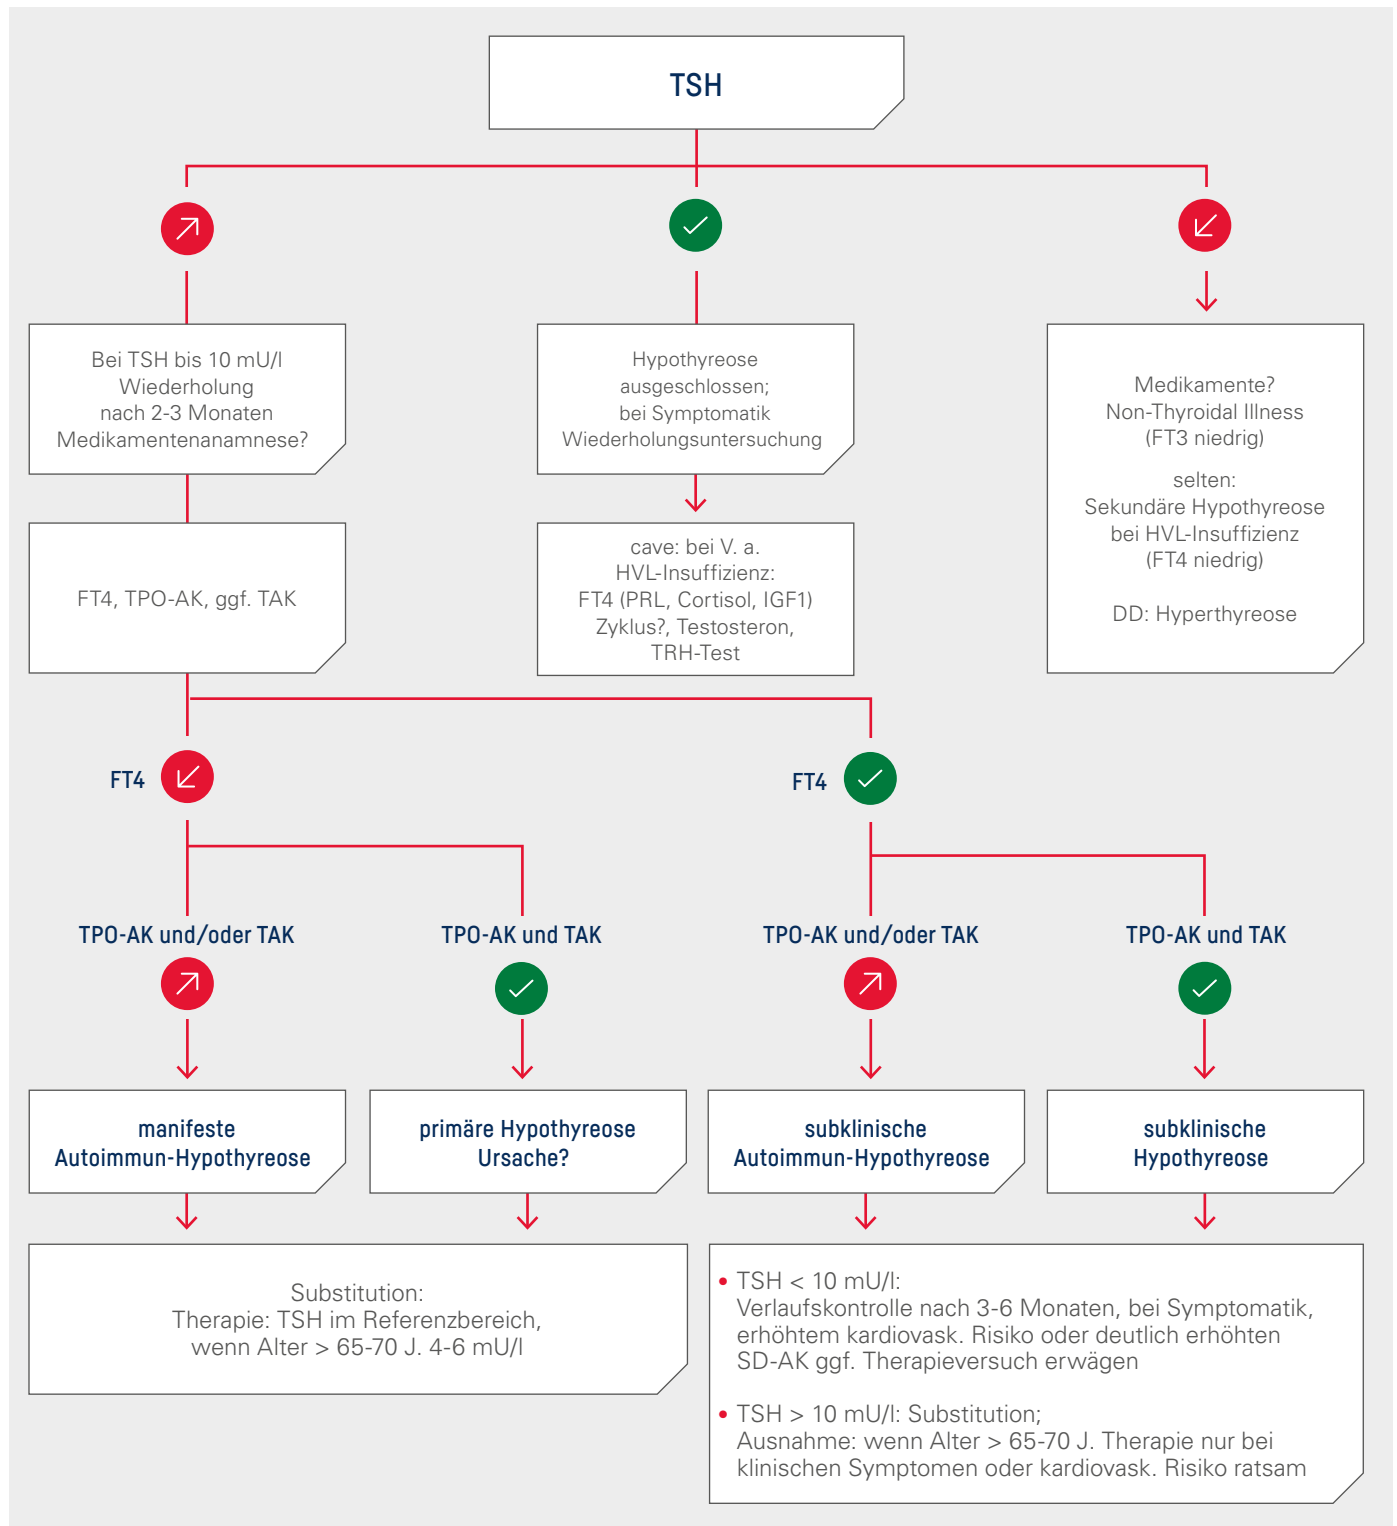 TSH
Bei TSH bis 10 mU/l
Wiederholung
nach 2-3 Monaten
Medikamentenanamnese?
Hypothyreose
ausgeschlossen;
bei Symptomatik
Wiederholungsuntersuchung
Medikamente?
Non-Thyroidal Illness
(FT3 niedrig)
selten:
Sekundäre Hypothyreose
bei HVL-Insuffizienz
(FT4 niedrig)
DD: Hyperthyreose
FT4, TPO-AK, ggf. TAK
cave: bei V. a.
HVL-Insuffizienz:
FT4 (PRL, Cortisol, IGF1)
Zyklus?, Testosteron,
TRH-Test
FT4
FT4
TPO-AK und/oder TAK
TPO-AK und TAK
TPO-AK und/oder TAK
TPO-AK und TAK
manifeste
Autoimmun-Hypothyreose
primäre Hypothyreose
Ursache?
subklinische
Autoimmun-Hypothyreose
subklinische
Hypothyreose
Substitution:
Therapie: TSH im Referenzbereich,
wenn Alter > 65-70 J. 4-6 mU/l
• TSH < 10 mU/l:
Verlaufskontrolle nach 3-6 Monaten, bei Symptomatik,
erhöhtem kardiovask. Risiko oder deutlich erhöhten
SD-AK ggf. Therapieversuch erwägen
• TSH > 10 mU/l: Substitution;
Ausnahme: wenn Alter > 65-70 J. Therapie nur bei
klinischen Symptomen oder kardiovask. Risiko ratsam